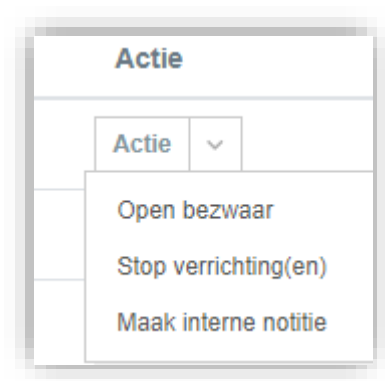 Actie
Actie
Open bezwaar
Stop verrichting(en)
Maak interne notitie